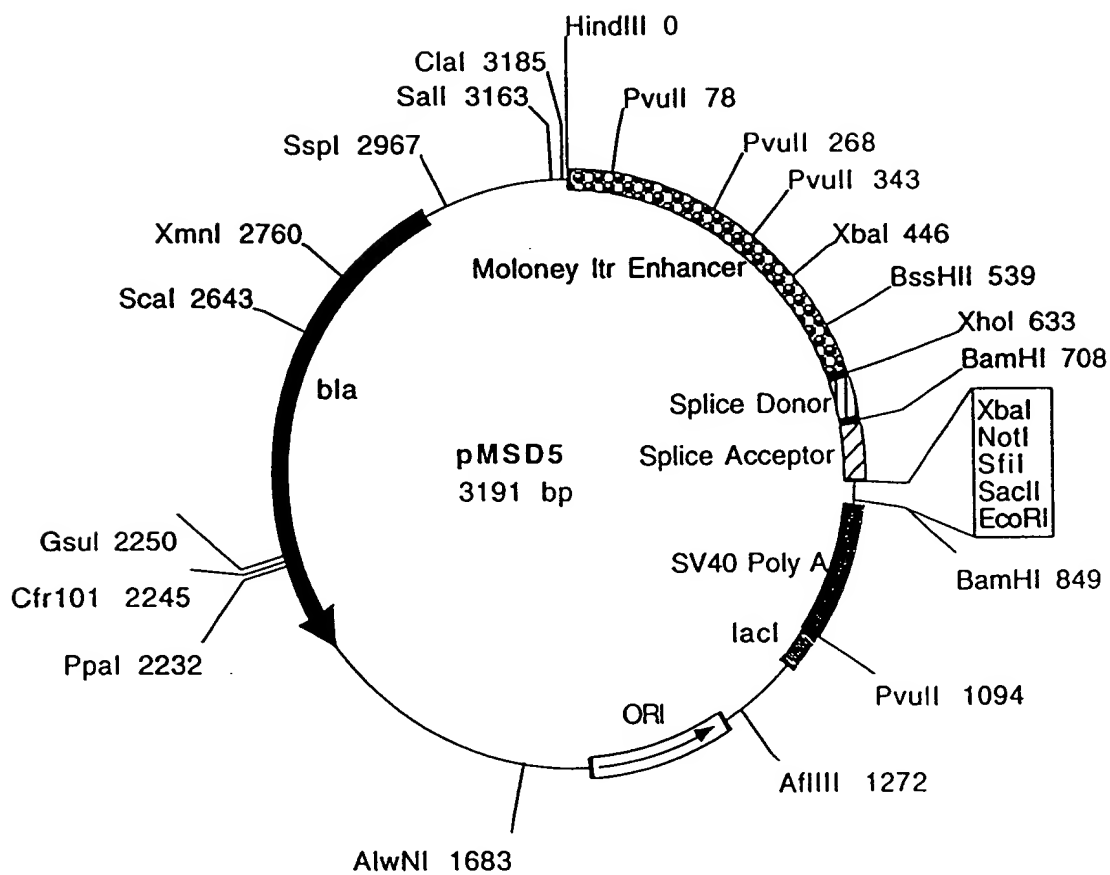 HindIII 0
ClaI 3185
SalI 3163
PvuII 78
SspI 2967
PvuII 268
PvuII 343
XmnI 2760
XbaI 446
Moloney ltr Enhancer
BssHII 539
ScaI 2643
XhoI 633
BamHI 708
bla
Splice Donor
XbaI
NotI
SfiI
SacII
EcoRI
Splice Acceptor
pMSD5
3191 bp
GsuI 2250
SV40 Poly A
BamHI 849
Cfr101 2245
lacI
PpaI 2232
PvuII 1094
ORI
AflIII 1272
AlwNI 1683